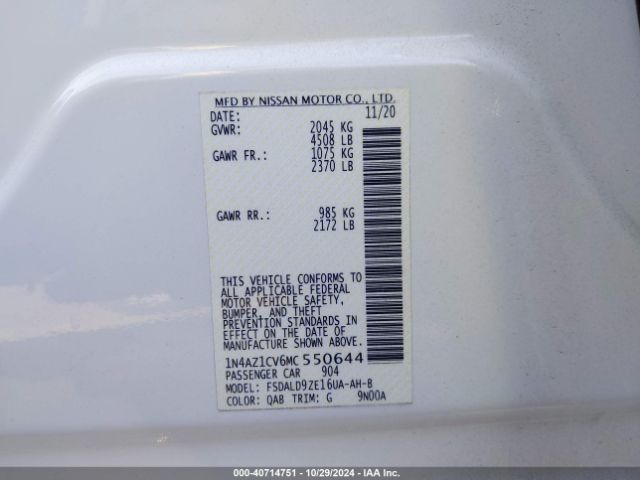 MFD BY NISSAN MOTOR CO., LTD.
DATE: 11/20
GVWR: 2045 KG
4508 LB
GAWR FR.: 1075 KG
2370 LB
GAWR RR.: 985 KG
2172 LB
THIS VEHICLE CONFORMS TO
ALL APPLICABLE FEDERAL
MOTOR VEHICLE SAFETY,
BUMPER, AND THEFT
PREVENTION STANDARDS IN
EFFECT ON THE DATE OF
MANUFACTURE SHOWN ABOVE.
1N4AZ1CV6MC 550644
PASSENGER CAR 904
MODEL: FSDALD9ZE16UA-AH-B
COLOR: QAB TRIM: G 9N00A
000-40714751 - 10/29/2024 - IAA Inc.